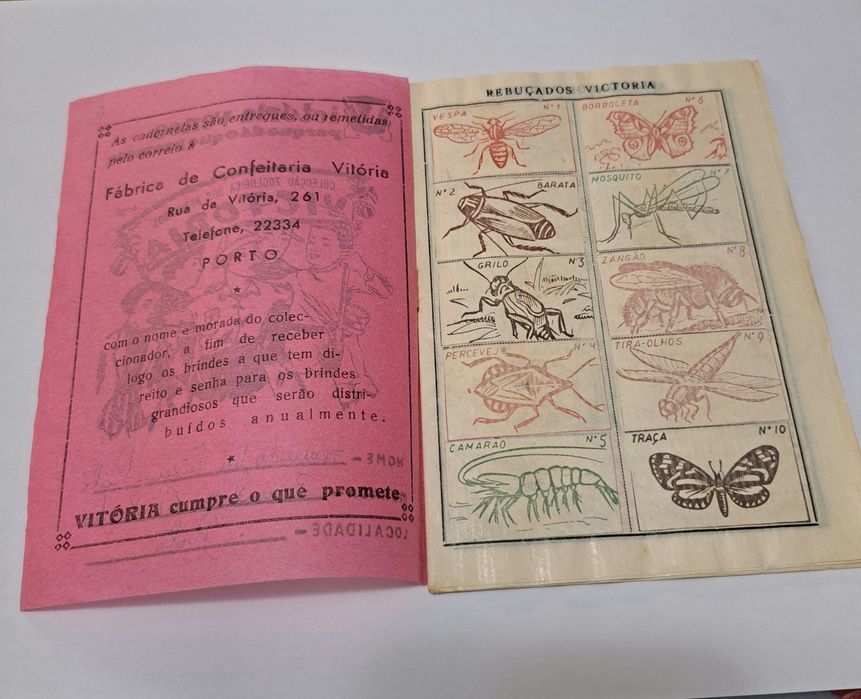 As cadernetas são entregues, ou remetidas
pelo correio à
Fábrica de Confeitaria Vitória
Rua da Vitória, 261
Telefone, 22334
PORTO
com o nome e morada do colec-
cionador, a fim de receber
logo os brindes a que tem di-
reito e senha para os brindes
grandiosos que serão distri-
buídos anualmente.
VITÓRIA cumpre o que promete
NOME
LOCALIDADE
REBUÇADOS VICTORIA
VESPA Nº 1
Nº 2 BARATA
GRILO Nº 3
PERCEVEJO Nº 4
CAMARAO Nº 5
BORBOLETA Nº 6
MOSQUITO Nº 7
ZANGÃO Nº 8
TIRA-OLHOS Nº 9
TRAÇA Nº 10